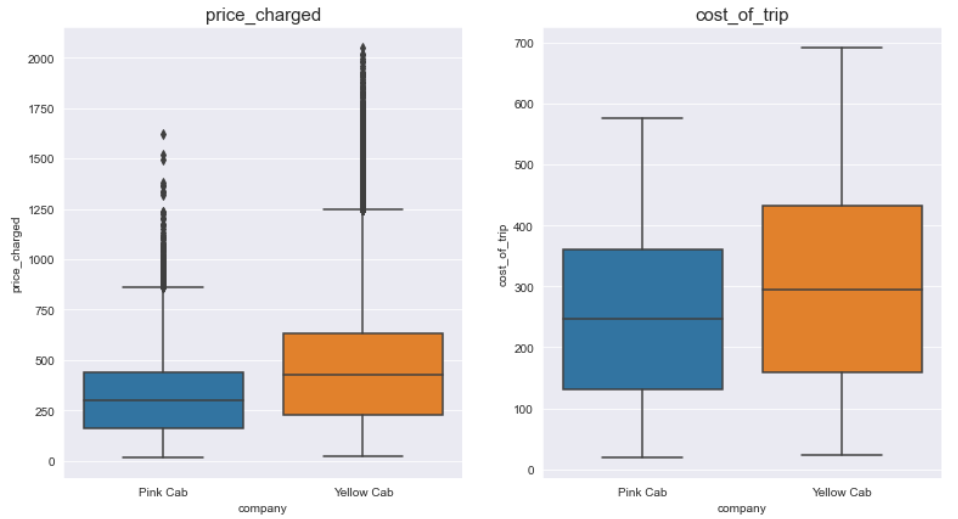 price_charged
2000
1750
1500
1250
1000
750
500
250
0
price_charged
Pink Cab
Yellow Cab
company
cost_of_trip
700
600
500
400
300
200
100
0
cost_of_trip
Pink Cab
Yellow Cab
company